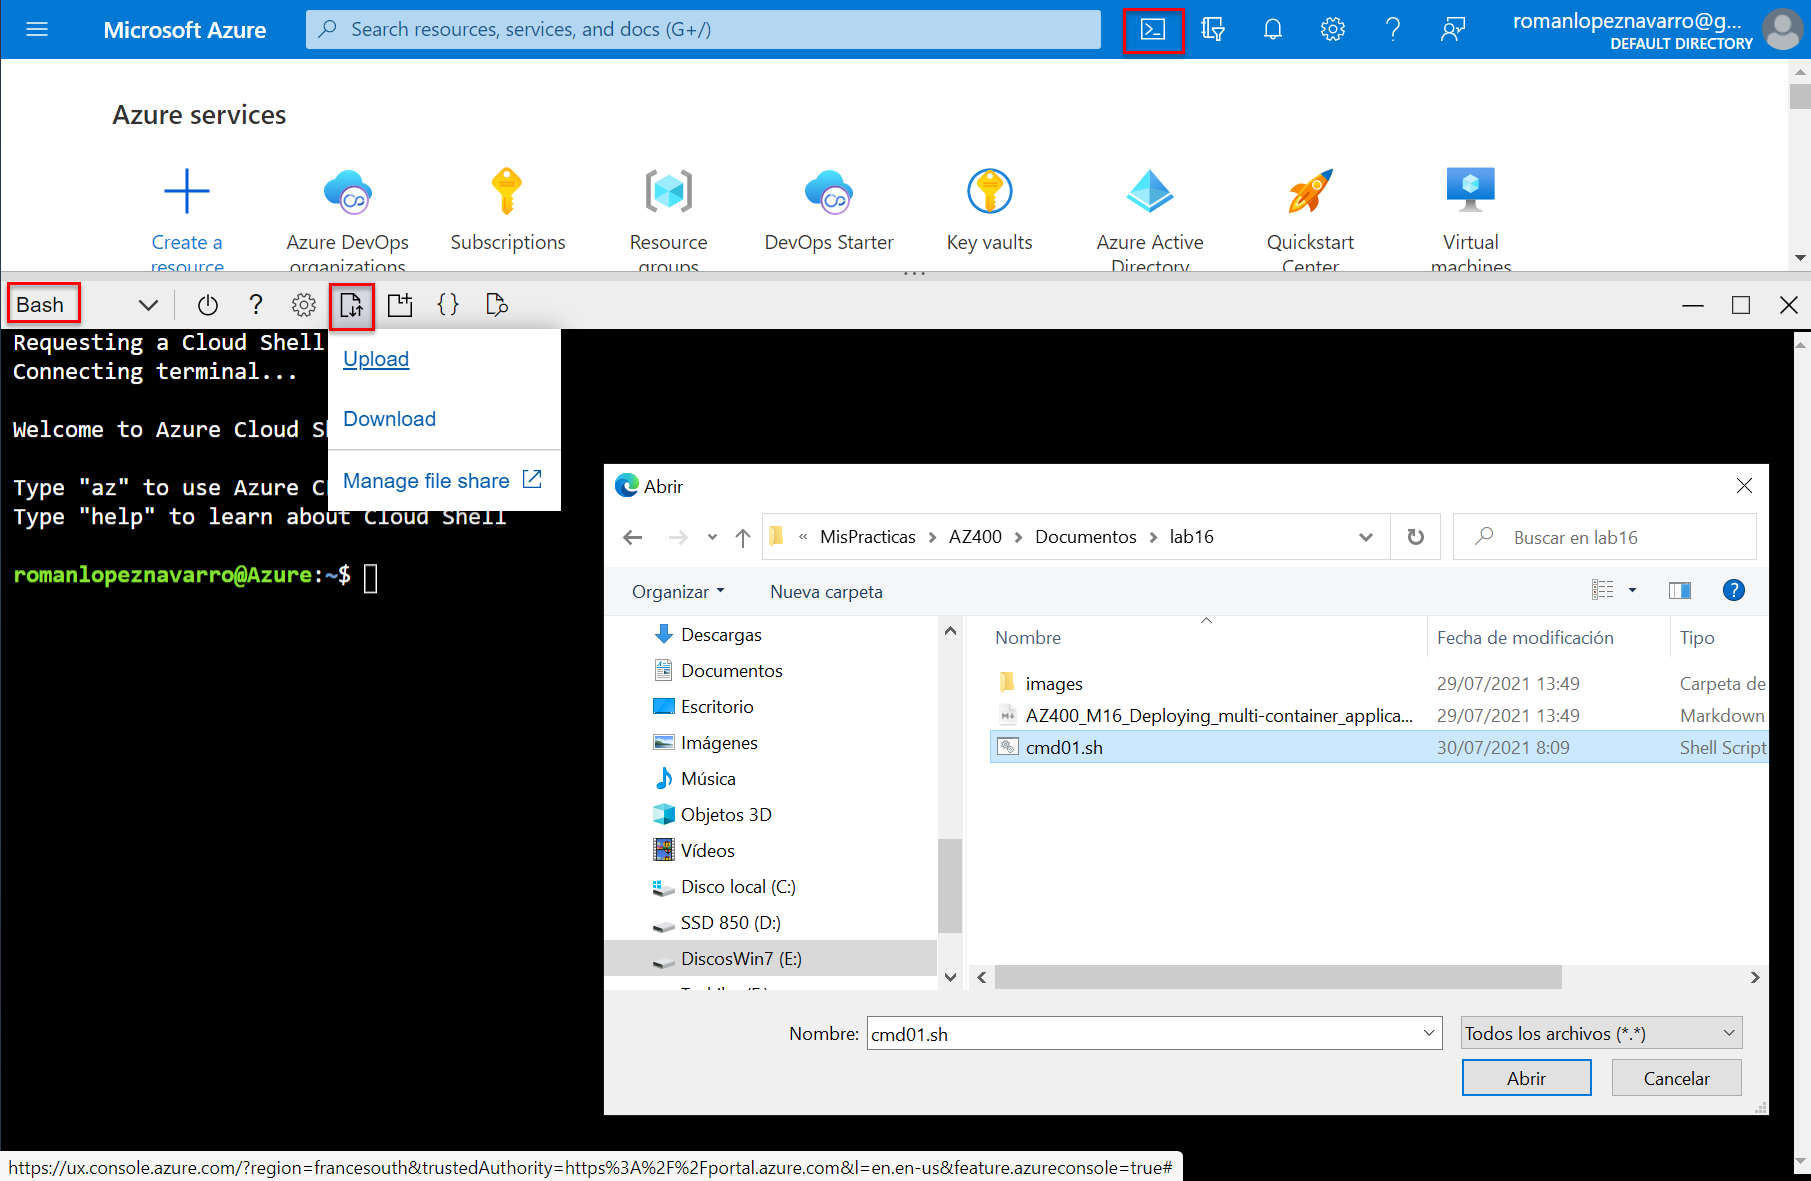 Microsoft Azure
Search resources, services, and docs (G+/)
romanlopeznavarro@g...
DEFAULT DIRECTORY
Azure services
Create a resource
Azure DevOps organizations
Subscriptions
Resource groups
DevOps Starter
Key vaults
Azure Active Directory
Quickstart Center
Virtual machines
Bash
Requesting a Cloud Shell
Connecting terminal...
Welcome to Azure Cloud Sh
Type "az" to use Azure C
Type "help" to learn about Cloud Shell
romanlopeznavarro@Azure:~$
Upload
Download
Manage file share
Abrir
« MisPracticas > AZ400 > Documentos > lab16
Buscar en lab16
Organizar
Nueva carpeta
Descargas
Documentos
Escritorio
Imágenes
Música
Objetos 3D
Vídeos
Disco local (C:)
SSD 850 (D:)
DiscosWin7 (E:)
Nombre Fecha de modificación Tipo
images 29/07/2021 13:49 Carpeta de
AZ400_M16_Deploying_multi-container_applica... 29/07/2021 13:49 Markdown
cmd01.sh 30/07/2021 8:09 Shell Script
Nombre: cmd01.sh
Todos los archivos (*.*)
Abrir
Cancelar
https://ux.console.azure.com/?region=francesouth&trustedAuthority=https%3A%2F%2Fportal.azure.com&l=en.en-us&feature.azureconsole=true#